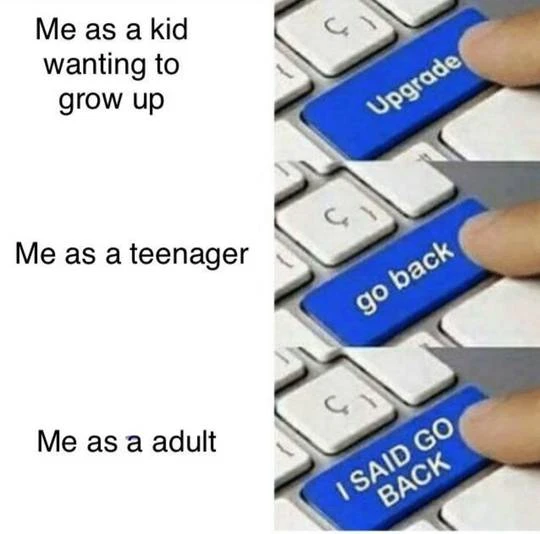 Me as a kid
wanting to
grow up
Ç
Upgrade
Me as a teenager
Ç
go back
Me as a adult
Ç
I SAID GO
BACK